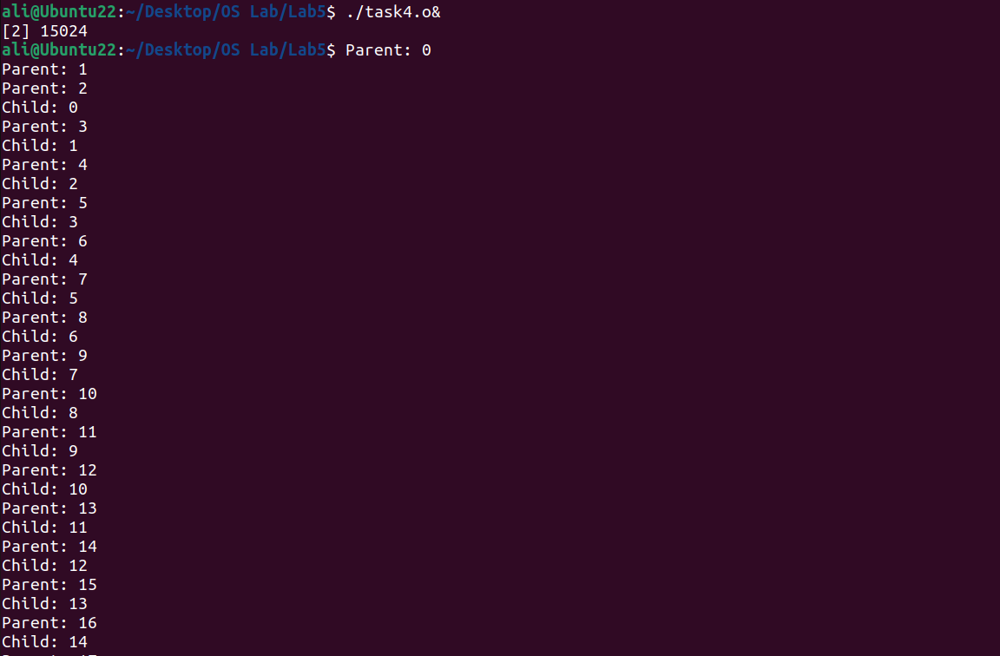 ali@Ubuntu22:~/Desktop/OS Lab/Lab5$ ./task4.o&
[2] 15024
ali@Ubuntu22:~/Desktop/OS Lab/Lab5$ Parent: 0
Parent: 1
Parent: 2
Child: 0
Parent: 3
Child: 1
Parent: 4
Child: 2
Parent: 5
Child: 3
Parent: 6
Child: 4
Parent: 7
Child: 5
Parent: 8
Child: 6
Parent: 9
Child: 7
Parent: 10
Child: 8
Parent: 11
Child: 9
Parent: 12
Child: 10
Parent: 13
Child: 11
Parent: 14
Child: 12
Parent: 15
Child: 13
Parent: 16
Child: 14